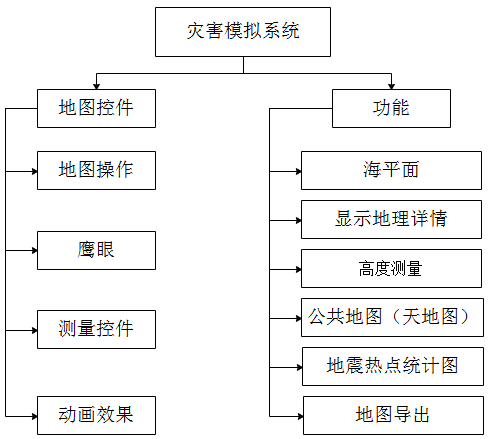 灾害模拟系统
地图控件
地图操作
鹰眼
测量控件
动画效果
功能
海平面
显示地理详情
高度测量
公共地图（天地图）
地震热点统计图
地图导出